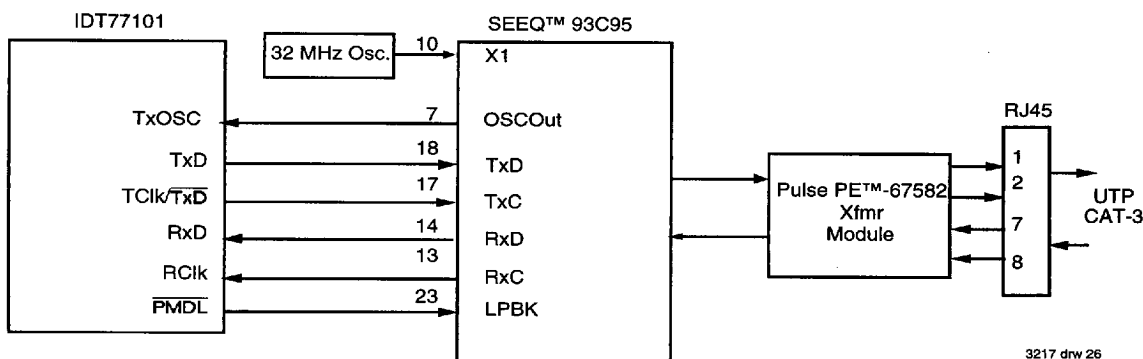 IDT77101
SEEQ™ 93C95
32 MHz Osc.
10
X1
TxOSC
7
OSCOut
TxD
18
TxD
TClk/TxD
17
TxC
RxD
14
RxD
RClk
13
RxC
PMDL
23
LPBK
Pulse PE™-67582
Xfmr
Module
RJ45
1
2
7
8
UTP
CAT-3
3217 drw 26